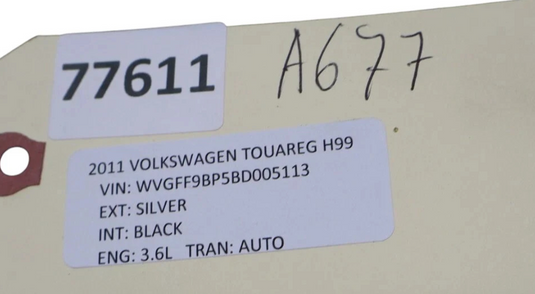 77611
A677
2011 VOLKSWAGEN TOUAREG H99
VIN: WVGFF9BP5BD005113
EXT: SILVER
INT: BLACK
ENG: 3.6L TRAN: AUTO